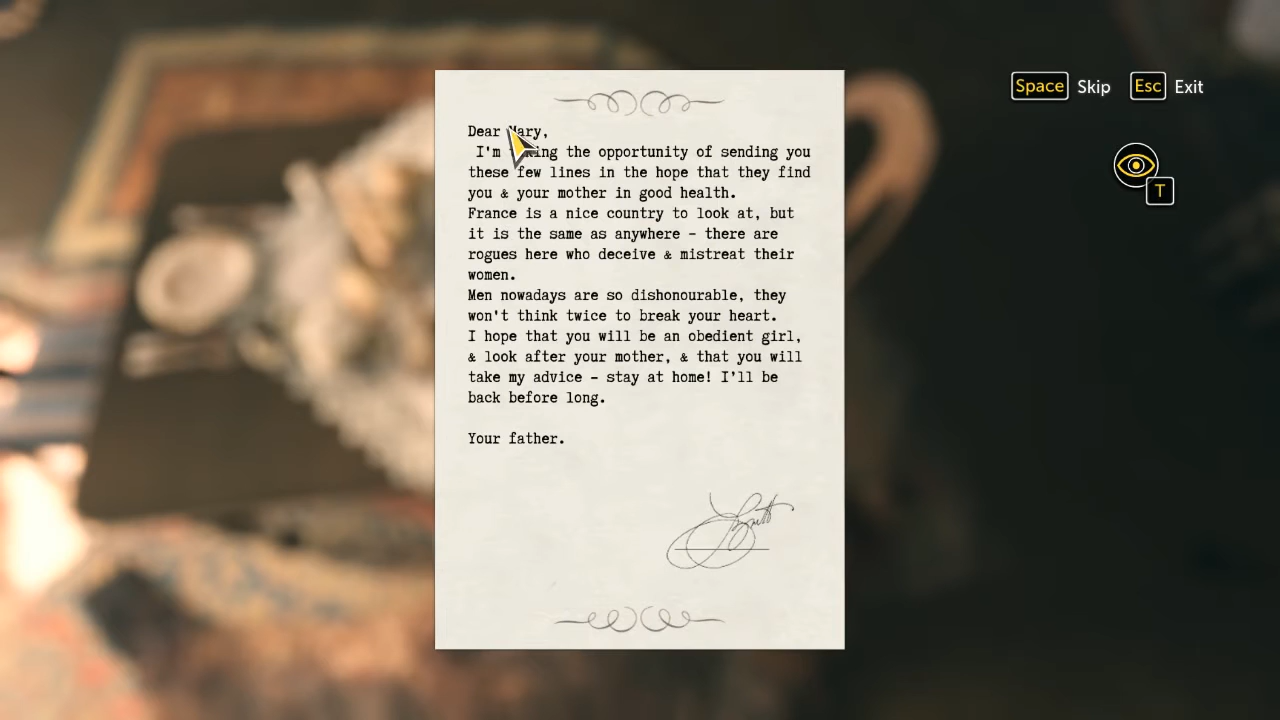 Space Skip Esc Exit
T
Dear Mary,
I'm taking the opportunity of sending you
these few lines in the hope that they find
you & your mother in good health.
France is a nice country to look at, but
it is the same as anywhere – there are
rogues here who deceive & mistreat their
women.
Men nowadays are so dishonourable, they
won't think twice to break your heart.
I hope that you will be an obedient girl,
& look after your mother, & that you will
take my advice – stay at home! I'll be
back before long.
Your father.